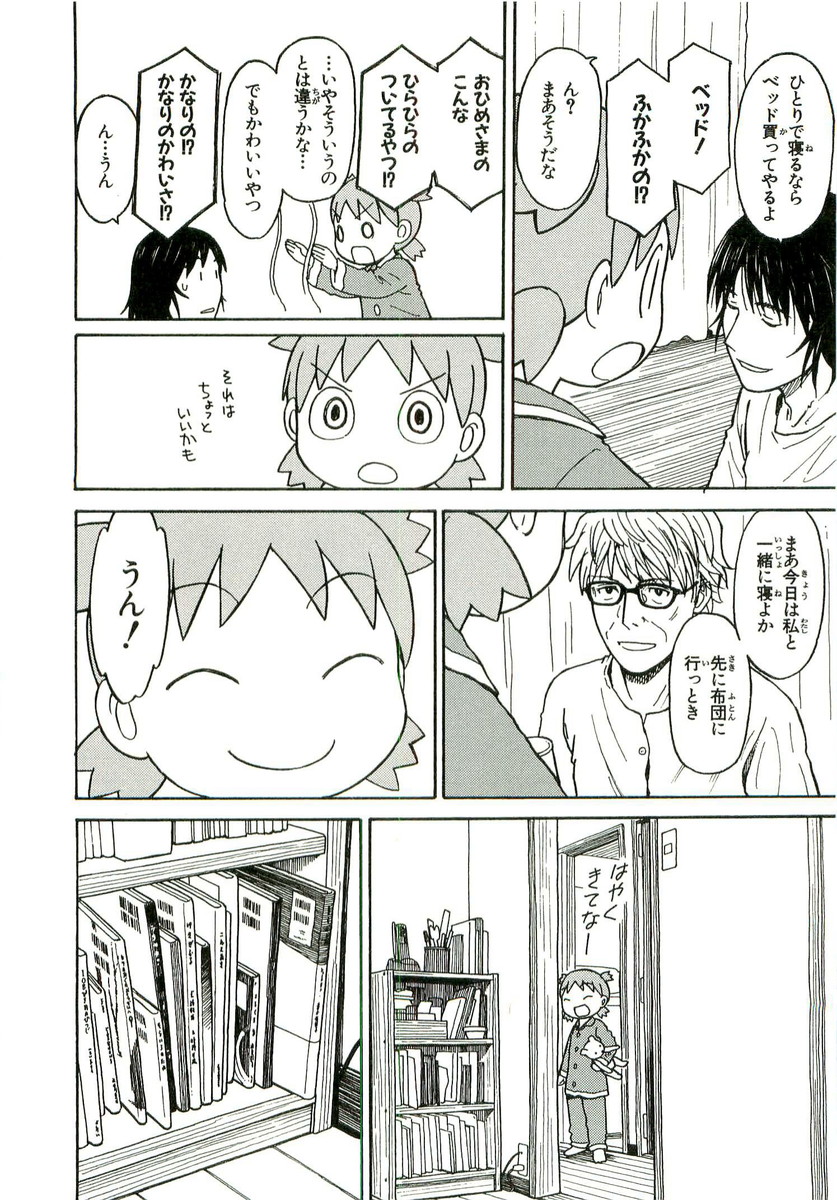 ひとりで寝るなら
ベッド買ってやるよ
ベッド!
ふかふかの!?
ん?
まあそうだな
おひめさまの
こんな
ひらひらの
ついてるやつ!?
…いやそういうの
とは違うかな…
でもかわいいやつ
かなりの!?
かなりのかわいさ!?
ん…うん
それは
ちょっと
いいかも
まあ今日は私と
一緒に寝よか
先に布団に
行っとき
うん!
はやく
きてなー